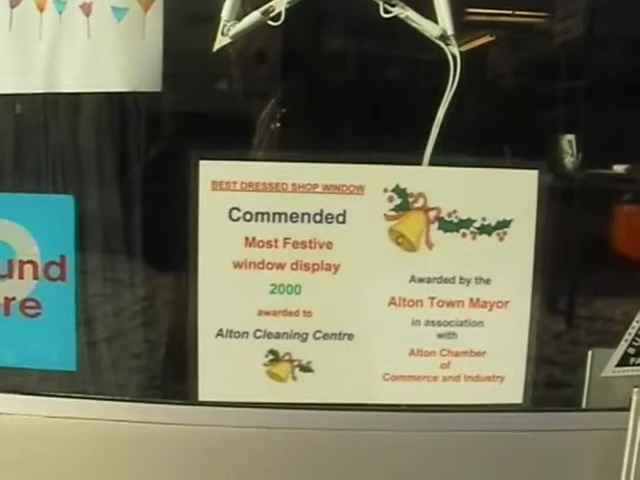 BEST DRESSED SHOP WINDOW
Commended
Most Festive
window display
2000
awarded to
Alton Cleaning Centre
Awarded by the
Alton Town Mayor
in association
with
Alton Chamber
of
Commerce and Industry
und
re